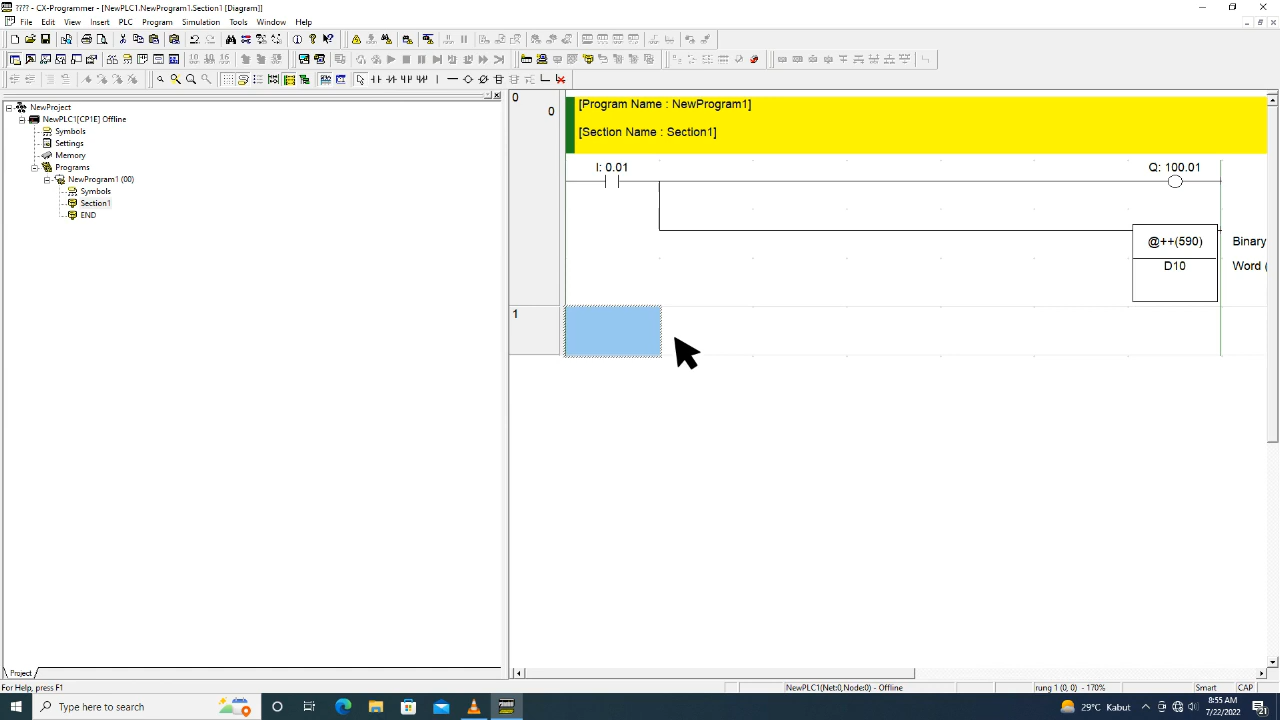 ???? - CX-Programmer - [NewPLC1.NewProgram1.Section1 [Diagram]]
File Edit View Insert PLC Program Simulation Tools Window Help
NewProject
NewPLC1[CP1E] Offline
Symbols
Settings
Memory
Programs
NewProgram1 (00)
Symbols
Section1
END
Project
0
0
[Program Name : NewProgram1]
[Section Name : Section1]
I: 0.01
Q: 100.01
@++(590)
Binary
D10
Word (
1
For Help, press F1
NewPLC1(Net:0,Node:0) - Offline
rung 1 (0, 0) - 170%
Smart
CAP
Type here to search
29°C Kabut
8:55 AM
7/22/2022